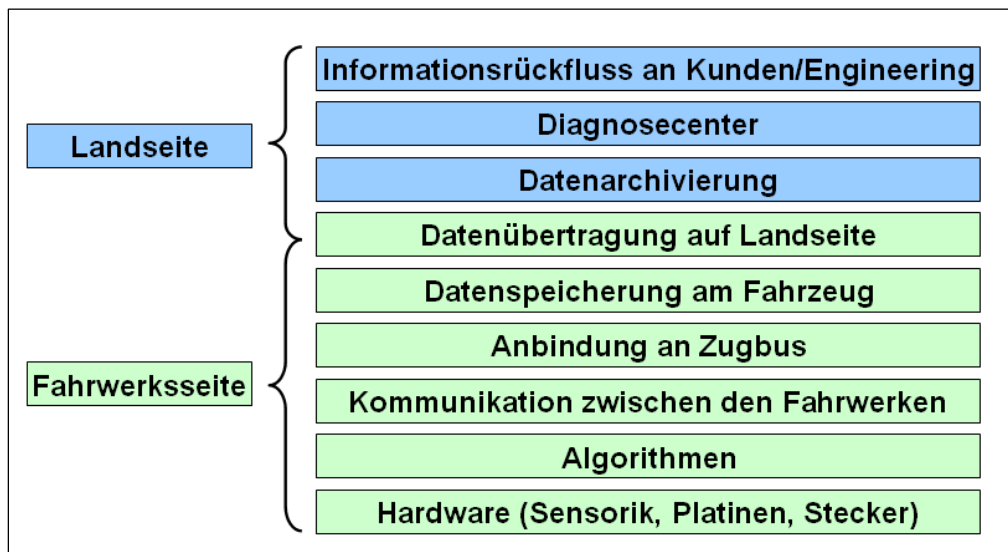 Informationsrückfluss an Kunden/Engineering
Diagnosecenter
Landseite
Datenarchivierung
Datenübertragung auf Landseite
Datenspeicherung am Fahrzeug
Anbindung an Zugbus
Fahrwerksseite
Kommunikation zwischen den Fahrwerken
Algorithmen
Hardware (Sensorik, Platinen, Stecker)